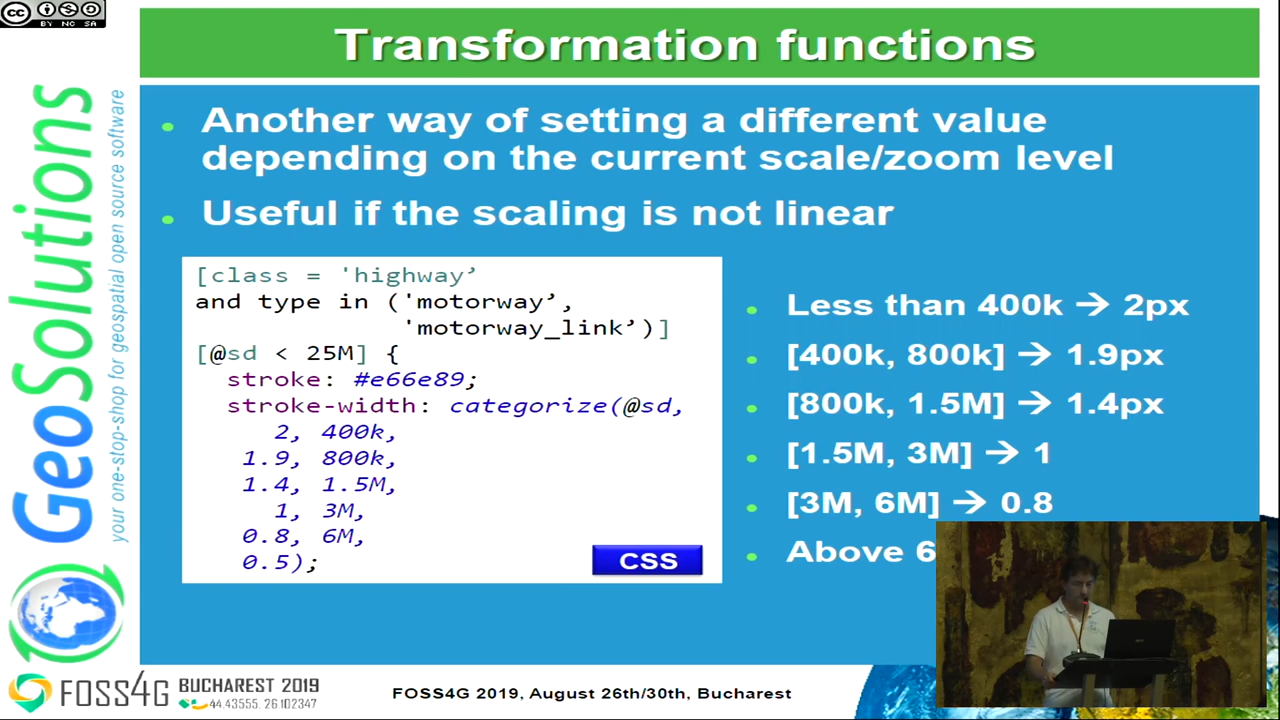 BY NC SA
Transformation functions
Another way of setting a different value
depending on the current scale/zoom level
Useful if the scaling is not linear
[class = 'highway’
and type in ('motorway’,
'motorway_link’)]
[@sd < 25M] {
stroke: #e66e89;
stroke-width: categorize(@sd,
2, 400k,
1.9, 800k,
1.4, 1.5M,
1, 3M,
0.8, 6M,
0.5);
CSS
Less than 400k → 2px
[400k, 800k] → 1.9px
[800k, 1.5M] → 1.4px
[1.5M, 3M] → 1
[3M, 6M] → 0.8
Above 6
GeoSolutions
your one-stop-shop for geospatial open source software
FOSS4G BUCHAREST 2019
44.43555, 26.102347
FOSS4G 2019, August 26th/30th, Bucharest